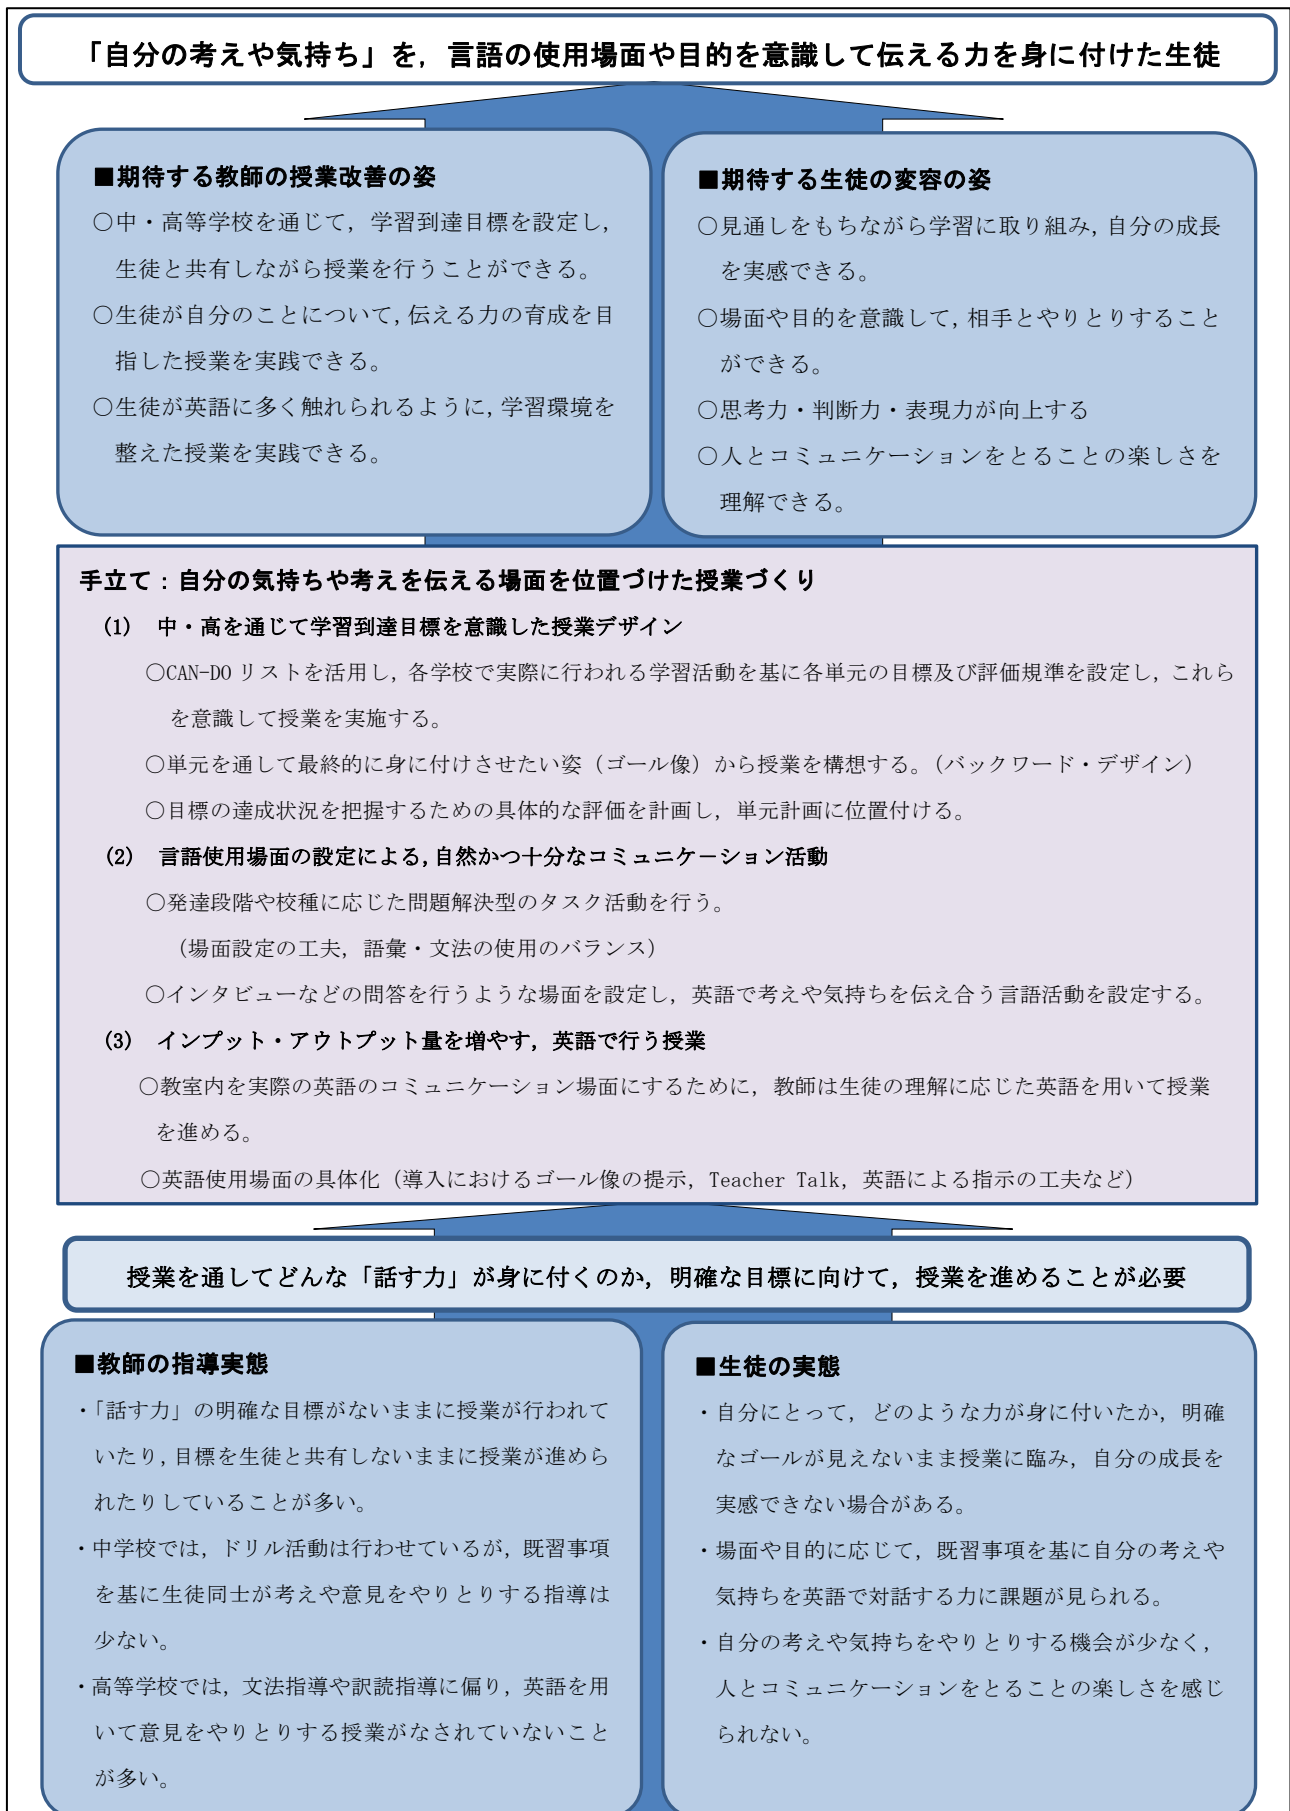 「自分の考えや気持ち」を，言語の使用場面や目的を意識して伝える力を身に付けた生徒
■期待する教師の授業改善の姿
○中・高等学校を通じて，学習到達目標を設定し，
生徒と共有しながら授業を行うことができる。
○生徒が自分のことについて，伝える力の育成を目
指した授業を実践できる。
○生徒が英語に多く触れられるように，学習環境を
整えた授業を実践できる。
■期待する生徒の変容の姿
○見通しをもちながら学習に取り組み，自分の成長
を実感できる。
○場面や目的を意識して，相手とやりとりすること
ができる。
○思考力・判断力・表現力が向上する
○人とコミュニケーションをとることの楽しさを
理解できる。
手立て：自分の気持ちや考えを伝える場面を位置づけた授業づくり
(1)　中・高を通じて学習到達目標を意識した授業デザイン
○CAN-DO リストを活用し，各学校で実際に行われる学習活動を基に各単元の目標及び評価規準を設定し，これら
を意識して授業を実施する。
○単元を通して最終的に身に付けさせたい姿（ゴール像）から授業を構想する。（バックワード・デザイン）
○目標の達成状況を把握するための具体的な評価を計画し，単元計画に位置付ける。
(2)　言語使用場面の設定による，自然かつ十分なコミュニケ－ション活動
○発達段階や校種に応じた問題解決型のタスク活動を行う。
（場面設定の工夫，語彙・文法の使用のバランス）
○インタビューなどの問答を行うような場面を設定し，英語で考えや気持ちを伝え合う言語活動を設定する。
(3)　インプット・アウトプット量を増やす，英語で行う授業
○教室内を実際の英語のコミュニケーション場面にするために，教師は生徒の理解に応じた英語を用いて授業
を進める。
○英語使用場面の具体化（導入におけるゴール像の提示，Teacher Talk，英語による指示の工夫など）
授業を通してどんな「話す力」が身に付くのか，明確な目標に向けて，授業を進めることが必要
■教師の指導実態
・「話す力」の明確な目標がないままに授業が行われて
いたり，目標を生徒と共有しないままに授業が進めら
れたりしていることが多い。
・中学校では，ドリル活動は行わせているが，既習事項
を基に生徒同士が考えや意見をやりとりする指導は
少ない。
・高等学校では，文法指導や訳読指導に偏り，英語を用
いて意見をやりとりする授業がなされていないこと
が多い。
■生徒の実態
・自分にとって，どのような力が身に付いたか，明確
なゴールが見えないまま授業に臨み，自分の成長を
実感できない場合がある。
・場面や目的に応じて，既習事項を基に自分の考えや
気持ちを英語で対話する力に課題が見られる。
・自分の考えや気持ちをやりとりする機会が少なく，
人とコミュニケーションをとることの楽しさを感じ
られない。